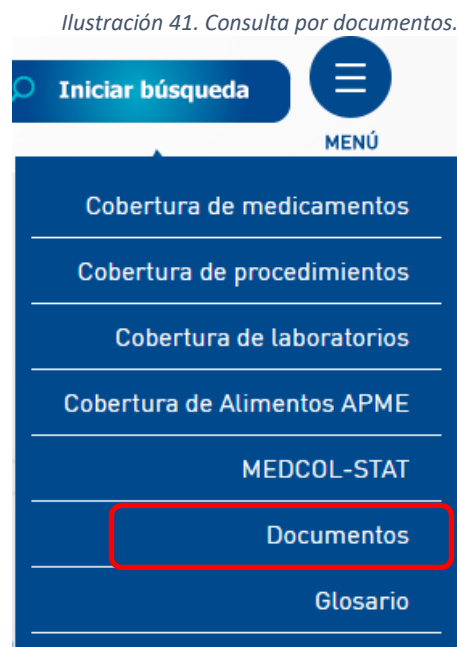 Ilustración 41. Consulta por documentos.
Iniciar búsqueda
MENÚ
Cobertura de medicamentos
Cobertura de procedimientos
Cobertura de laboratorios
Cobertura de Alimentos APME
MEDCOL-STAT
Documentos
Glosario